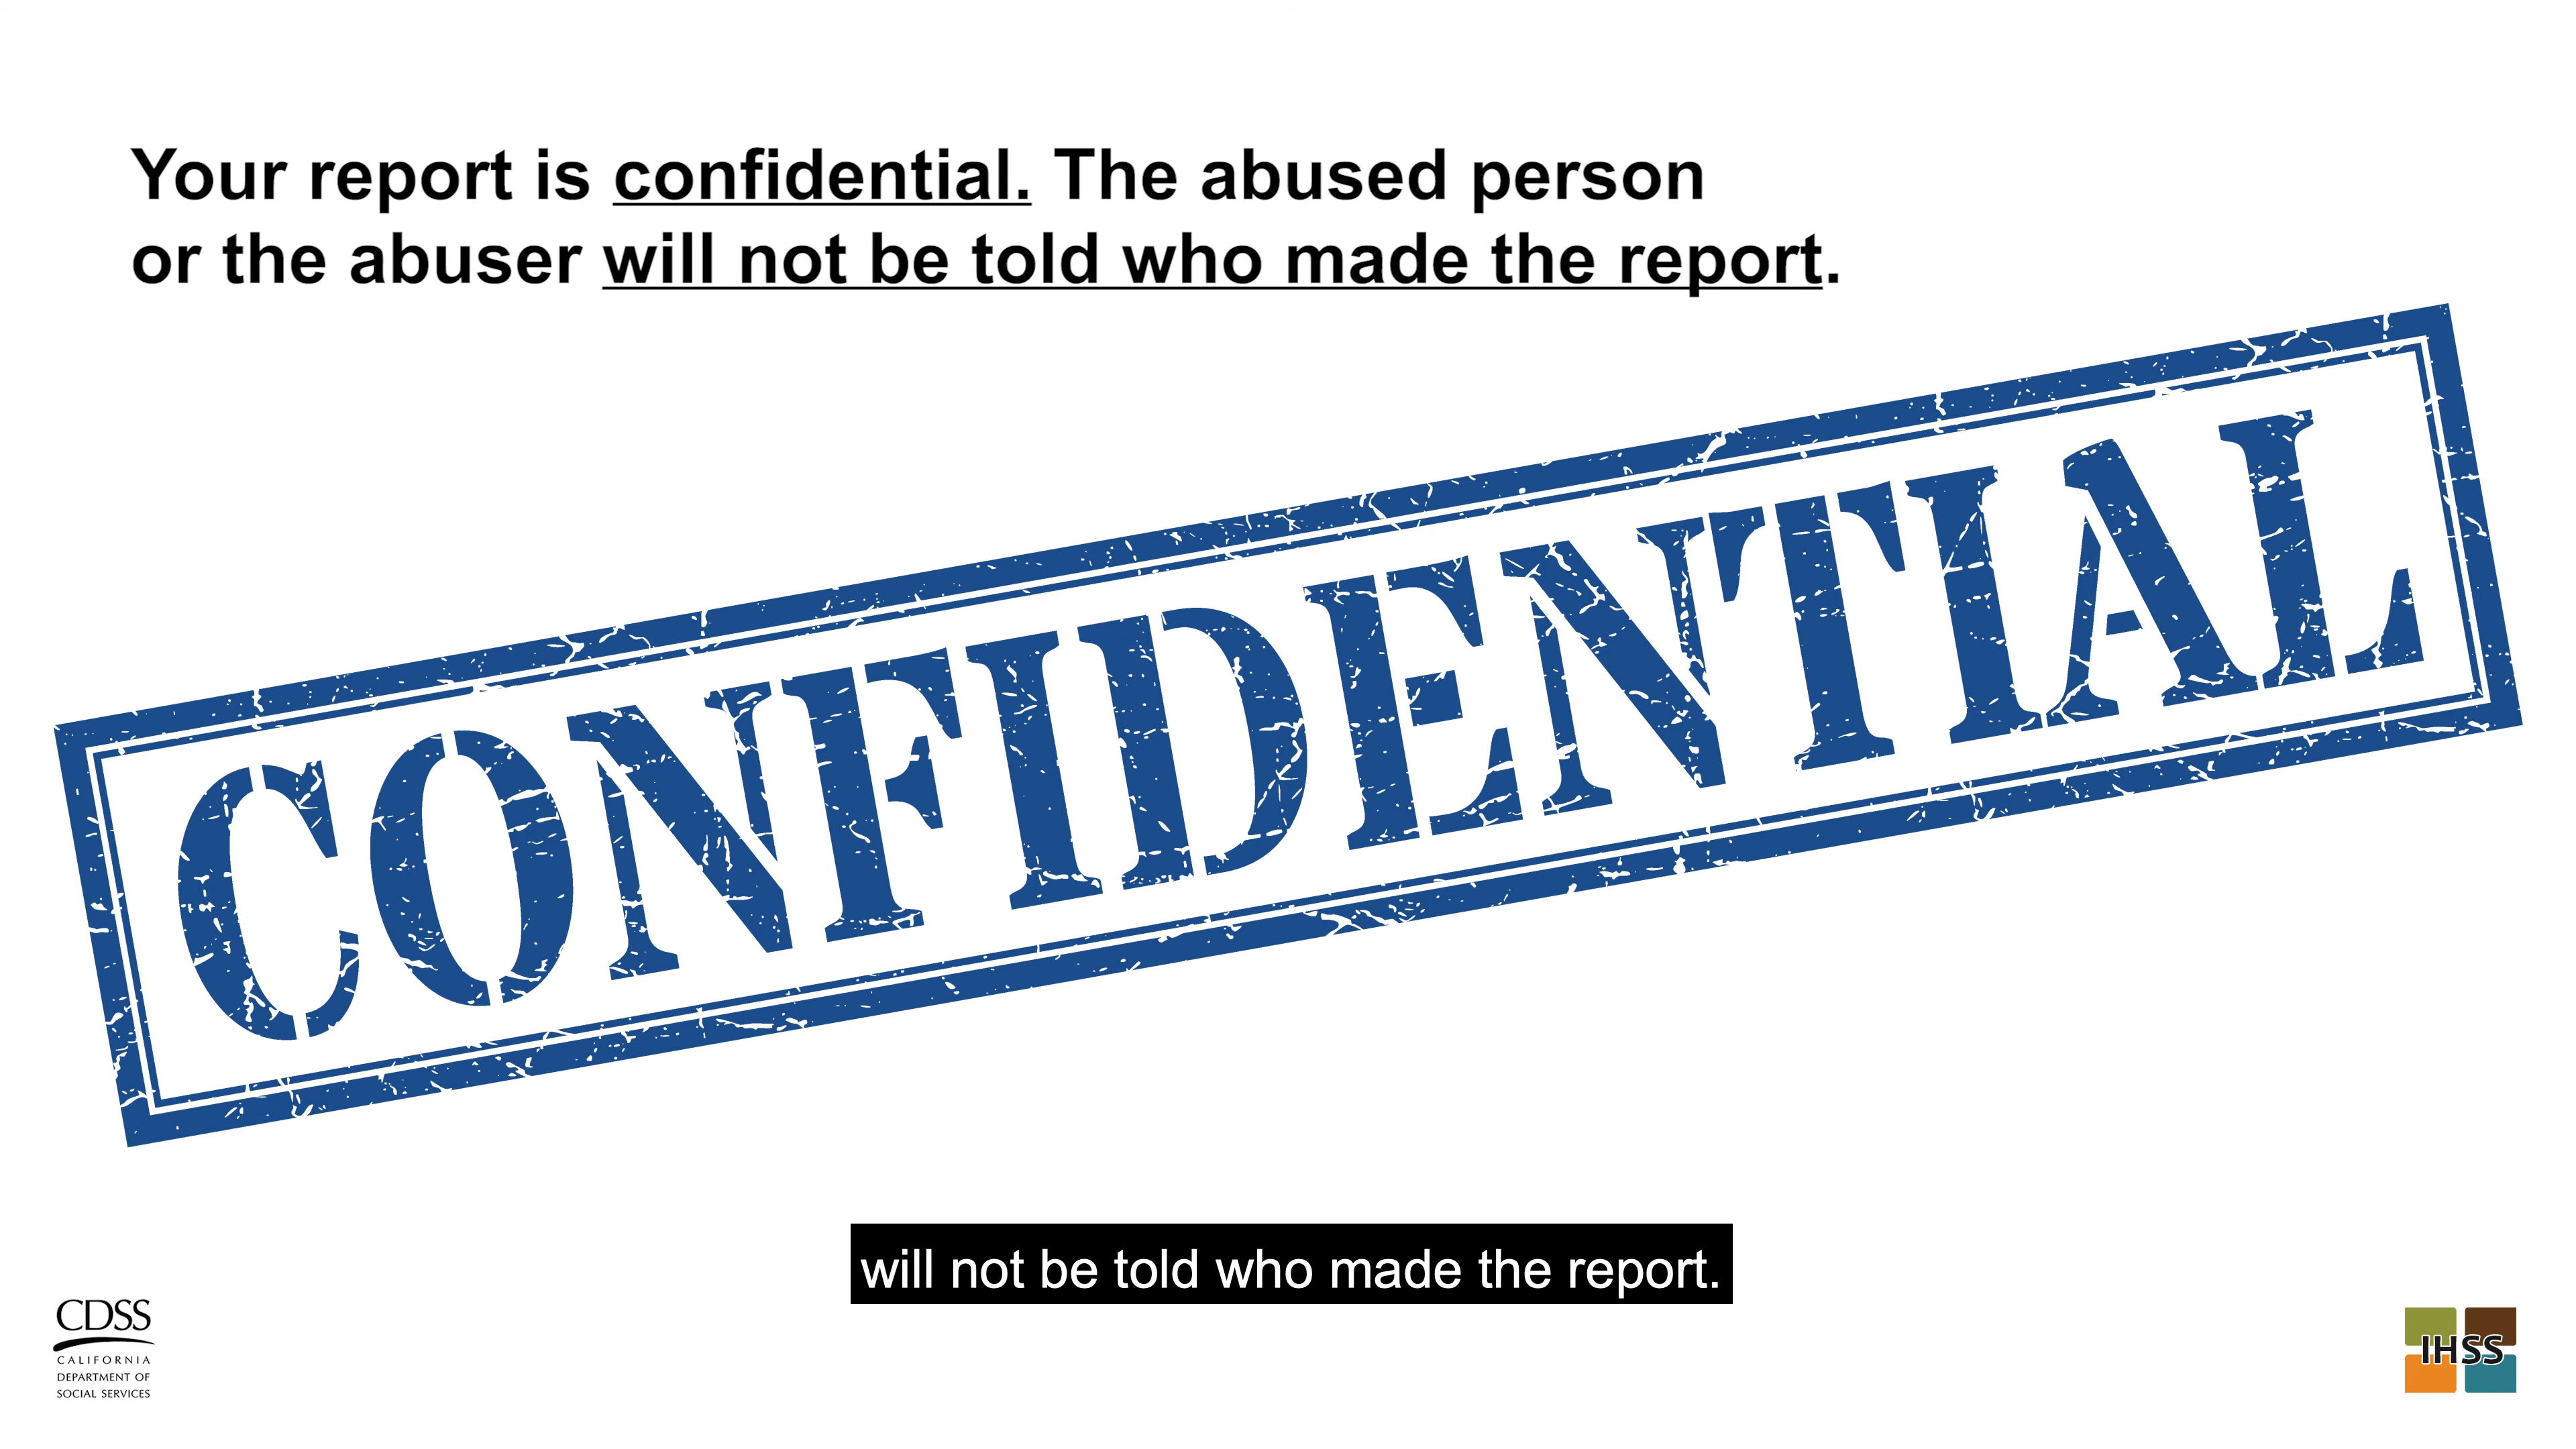 Your report is confidential. The abused person
or the abuser will not be told who made the report.
CONFIDENTIAL
will not be told who made the report.
CDSS
CALIFORNIA
DEPARTMENT OF
SOCIAL SERVICES
IHSS